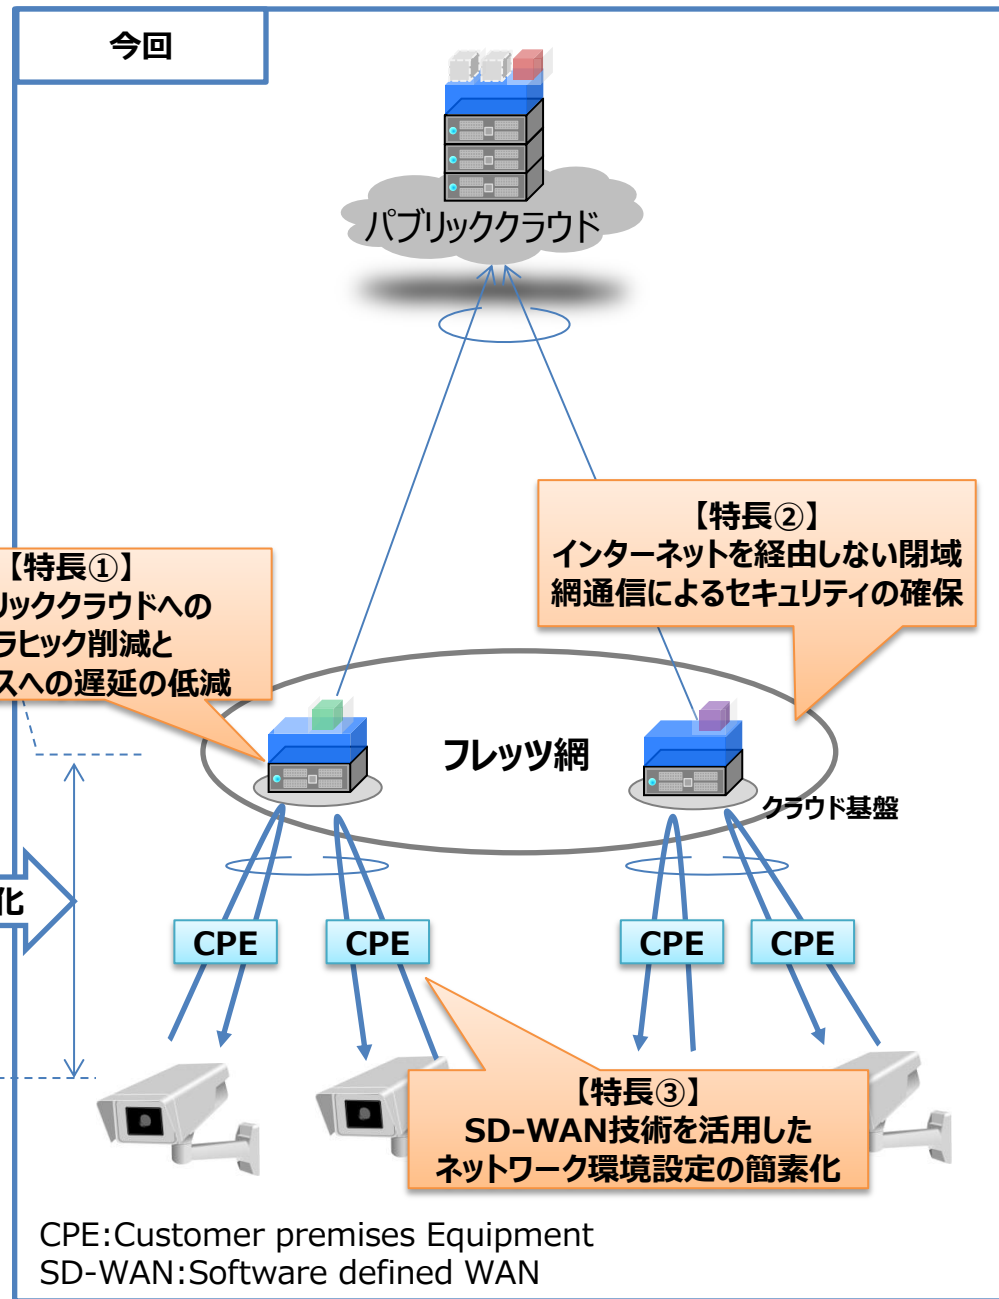 今回
パブリッククラウド
【特長②】
インターネットを経由しない閉域
網通信によるセキュリティの確保
【特長①】
リッククラウドへの
ラヒック削減と
スへの遅延の低減
フレッツ網
クラウド基盤
化
CPE
CPE
CPE
CPE
【特長③】
SD-WAN技術を活用した
ネットワーク環境設定の簡素化
CPE:Customer premises Equipment
SD-WAN:Software defined WAN